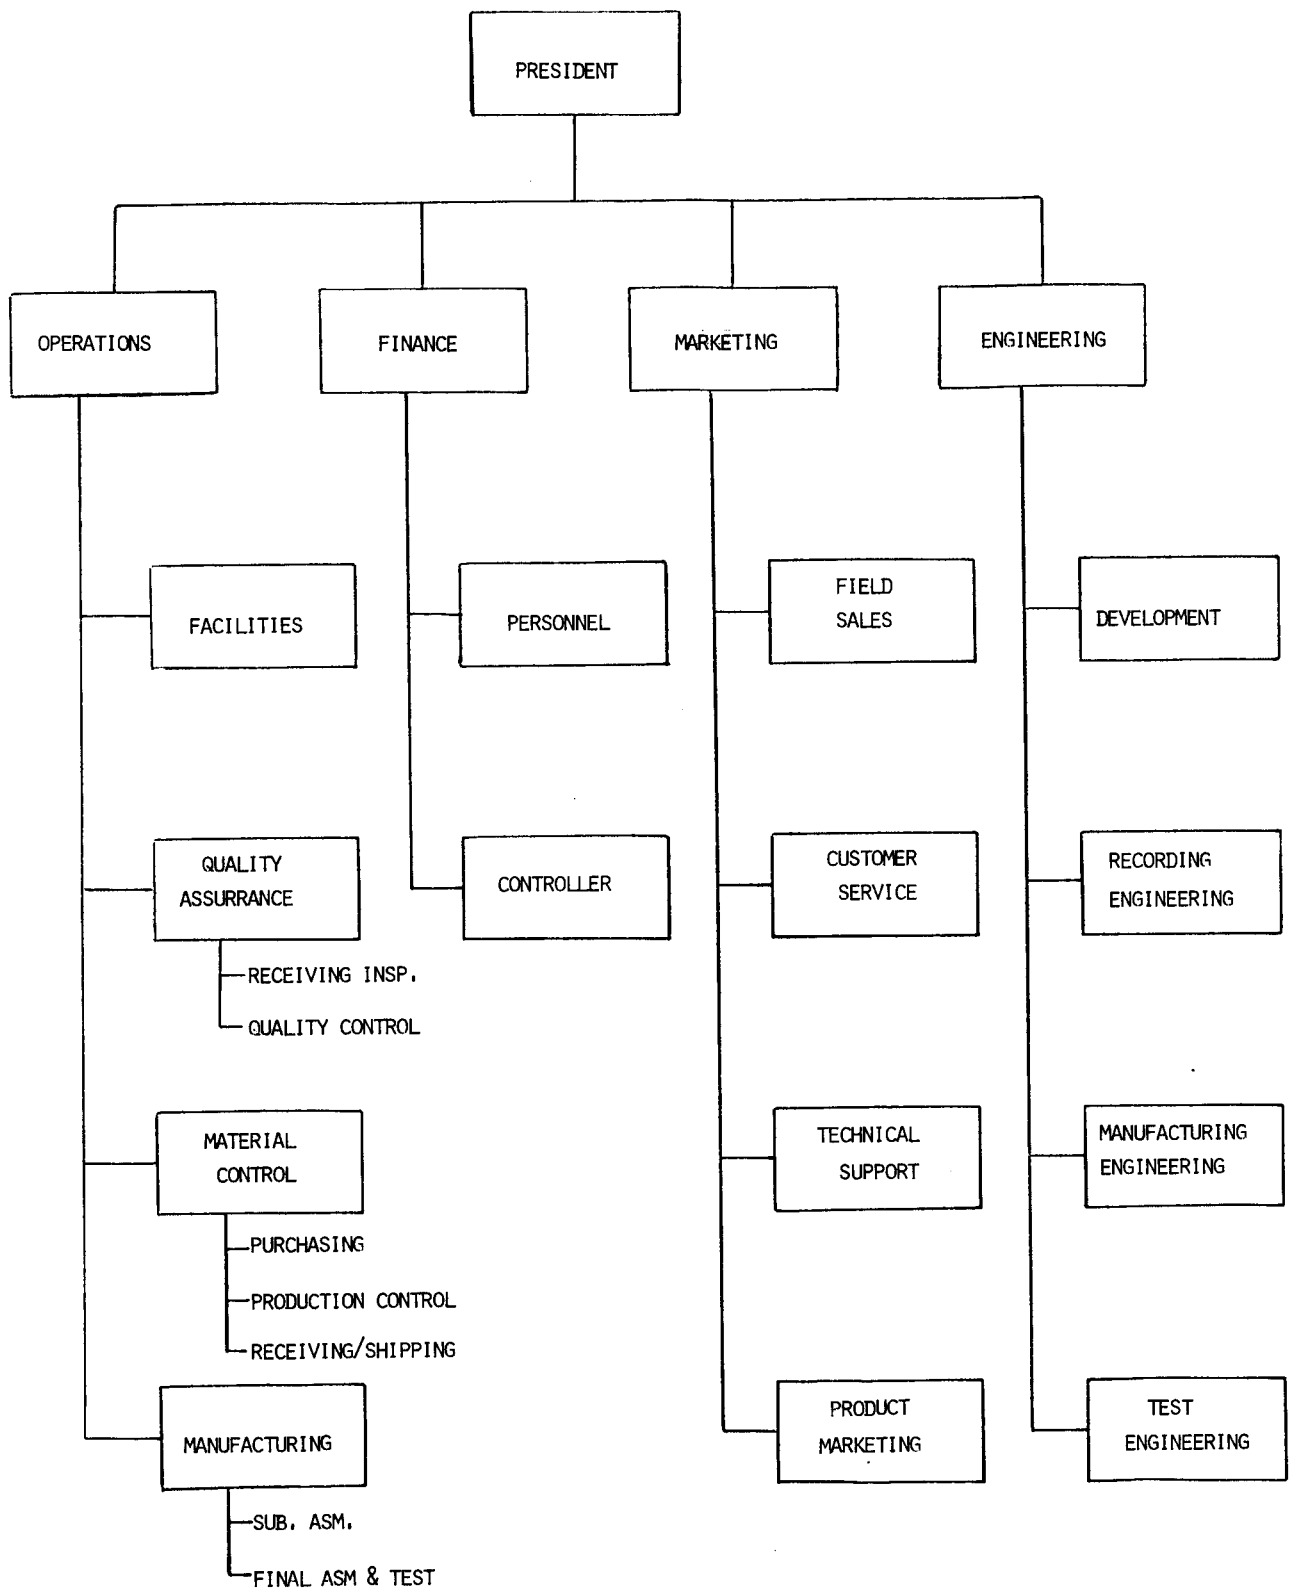 PRESIDENT
OPERATIONS
FINANCE
MARKETING
ENGINEERING
FACILITIES
PERSONNEL
FIELD
SALES
DEVELOPMENT
QUALITY
ASSURRANCE
CONTROLLER
CUSTOMER
SERVICE
RECORDING
ENGINEERING
RECEIVING INSP.
QUALITY CONTROL
MATERIAL
CONTROL
TECHNICAL
SUPPORT
MANUFACTURING
ENGINEERING
PURCHASING
PRODUCTION CONTROL
RECEIVING/SHIPPING
MANUFACTURING
PRODUCT
MARKETING
TEST
ENGINEERING
SUB. ASM.
FINAL ASM & TEST